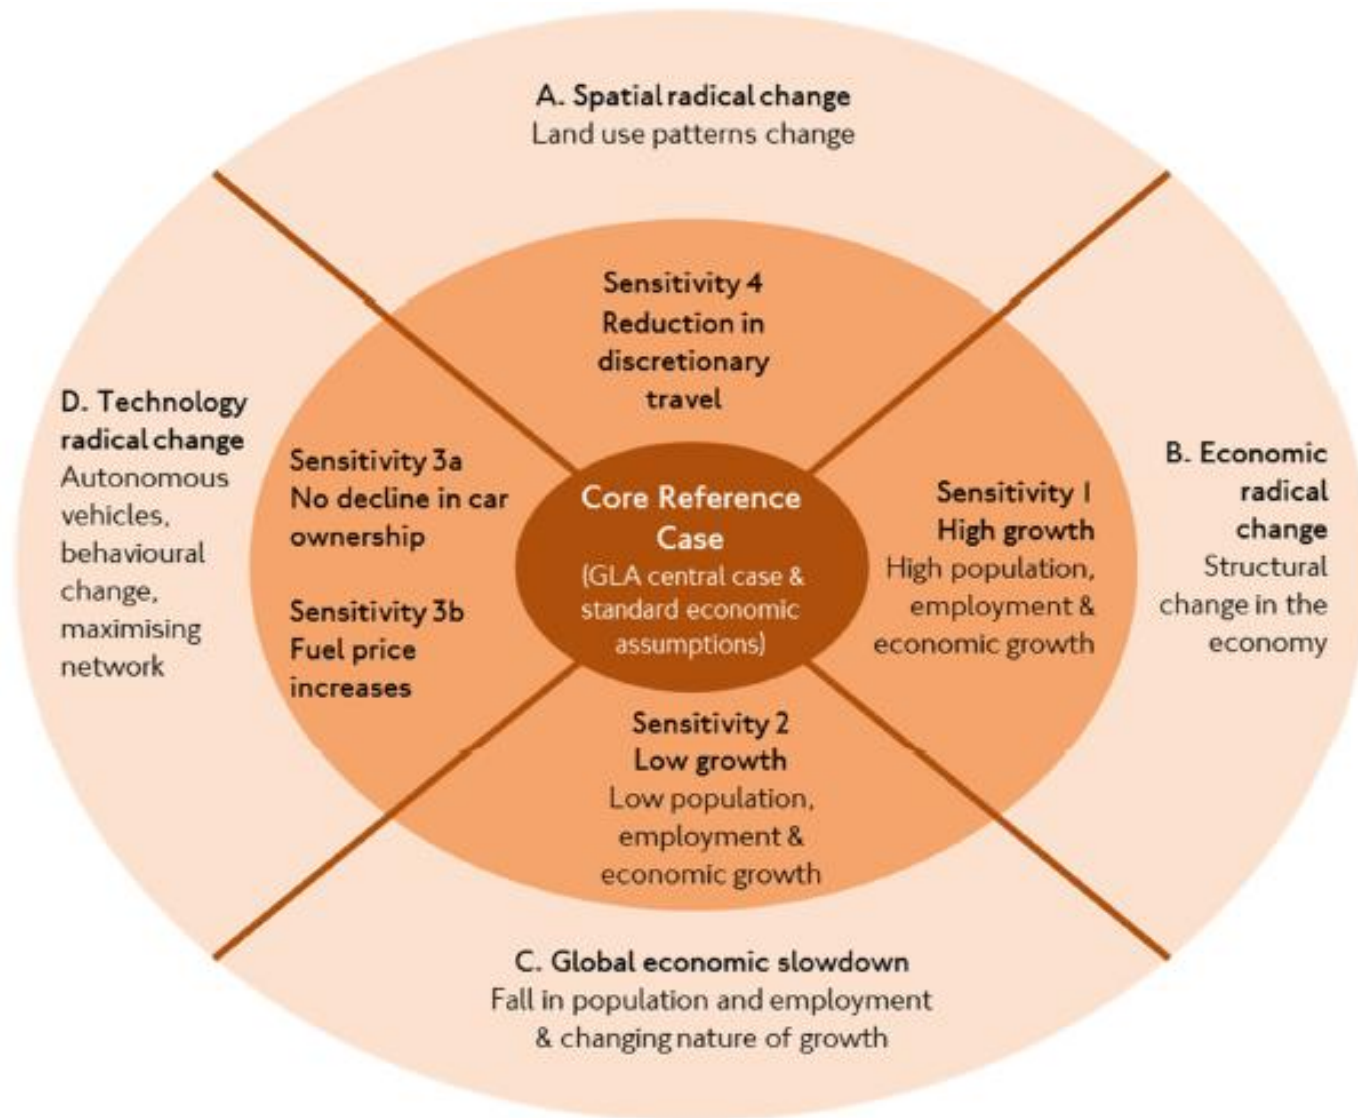 A. Spatial radical change
Land use patterns change
Sensitivity 4
Reduction in
discretionary
travel
D. Technology
radical change
Autonomous
vehicles,
behavioural
change,
maximising
network
Sensitivity 3a
No decline in car
ownership
Sensitivity 3b
Fuel price
increases
Core Reference
Case
(GLA central case &
standard economic
assumptions)
Sensitivity 1
High growth
High population,
employment &
economic growth
B. Economic
radical
change
Structural
change in the
economy
Sensitivity 2
Low growth
Low population,
employment &
economic growth
C. Global economic slowdown
Fall in population and employment
& changing nature of growth